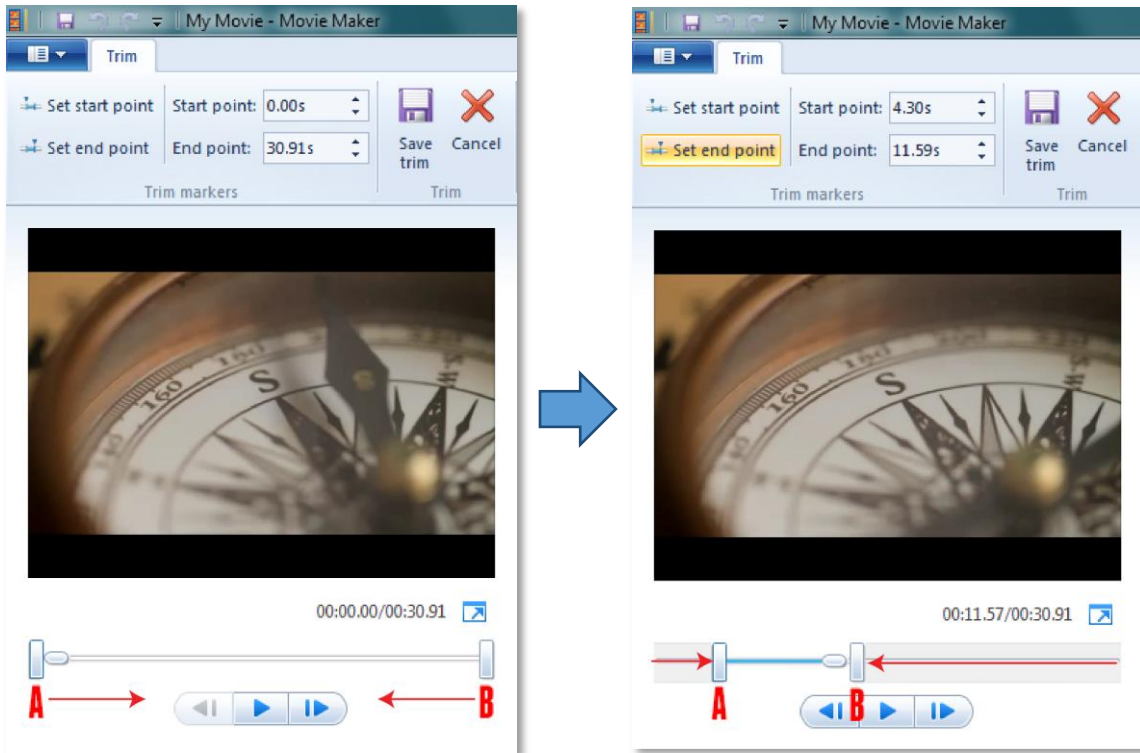 My Movie - Movie Maker
Trim
Set start point Start point: 0.00s
Set end point End point: 30.91s
Save trim
Cancel
Trim markers Trim
160
S
00:00.00/00:30.91
A B
My Movie - Movie Maker
Trim
Set start point Start point: 4.30s
Set end point End point: 11.59s
Save trim
Cancel
Trim markers Trim
160
S
00:11.57/00:30.91
A B